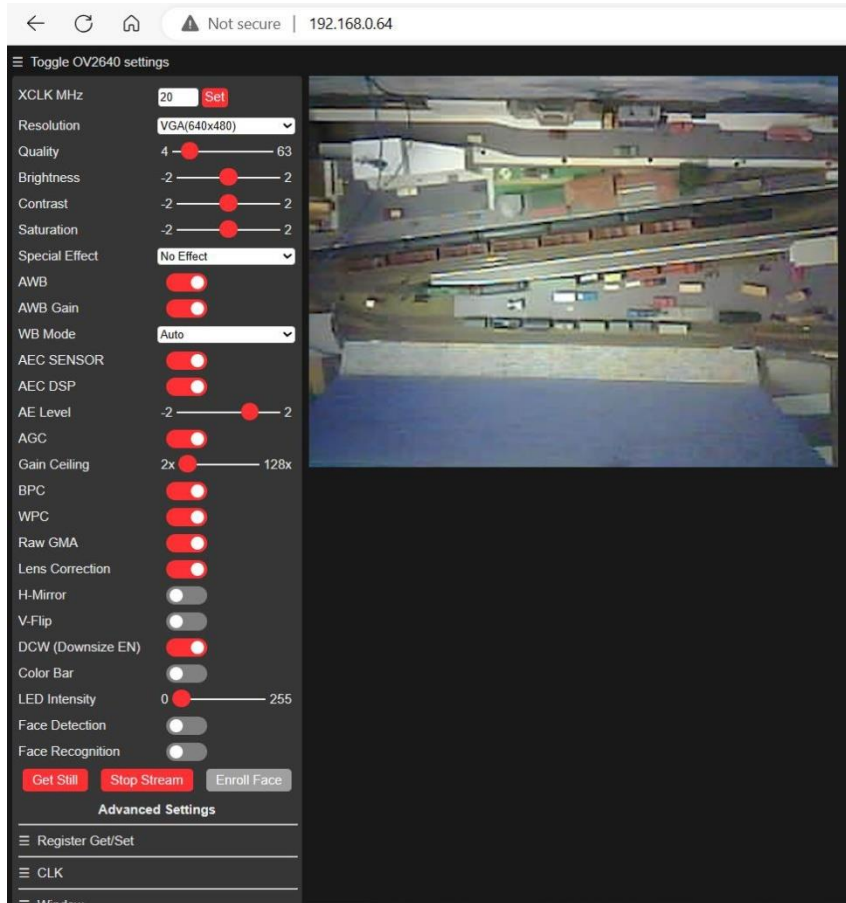 Not secure | 192.168.0.64
☰ Toggle OV2640 settings
XCLK MHz 20 Set
Resolution VGA(640x480)
Quality 4 63
Brightness -2 2
Contrast -2 2
Saturation -2 2
Special Effect No Effect
AWB
AWB Gain
WB Mode Auto
AEC SENSOR
AEC DSP
AE Level -2 2
AGC
Gain Ceiling 2x 128x
BPC
WPC
Raw GMA
Lens Correction
H-Mirror
V-Flip
DCW (Downsize EN)
Color Bar
LED Intensity 0 255
Face Detection
Face Recognition
Get Still Stop Stream Enroll Face
Advanced Settings
☰ Register Get/Set
☰ CLK
☰ Window